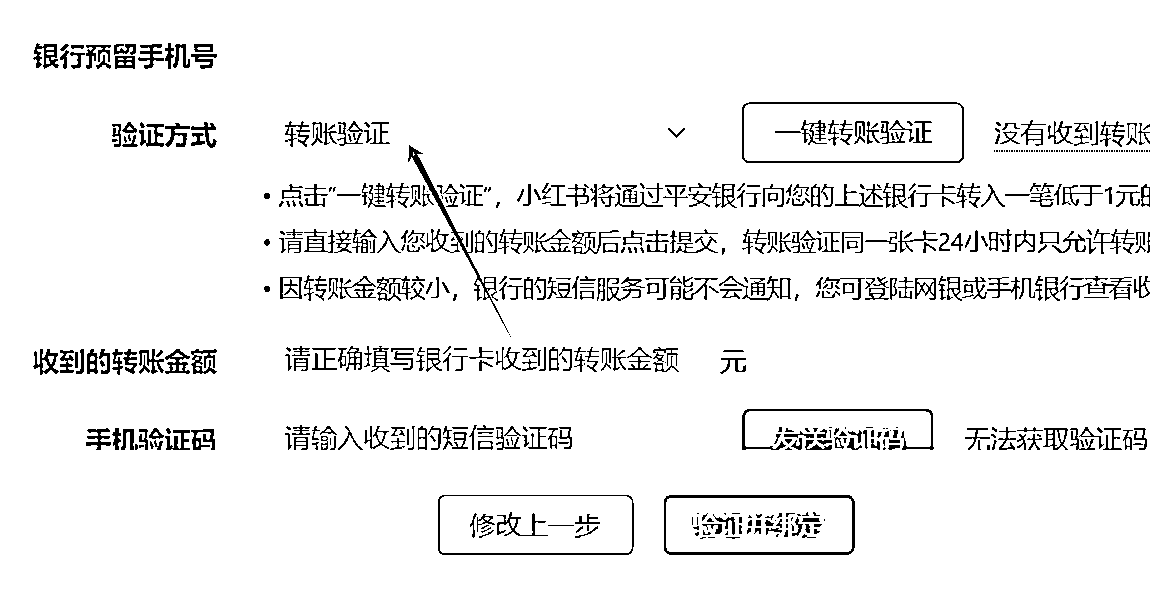 银行预留手机号
验证方式 转账验证 一键转账验证 没有收到转账
• 点击"一键转账验证"，小红书将通过平安银行向您的上述银行卡转入一笔低于1元的
• 请直接输入您收到的转账金额后点击提交，转账验证同一张卡24小时内只允许转账
• 因转账金额较小，银行的短信服务可能不会通知，您可登陆网银或手机银行查看收
收到的转账金额 请正确填写银行卡收到的转账金额 元
手机验证码 请输入收到的短信验证码 发送验证码 无法获取验证码
修改上一步 验证并绑定